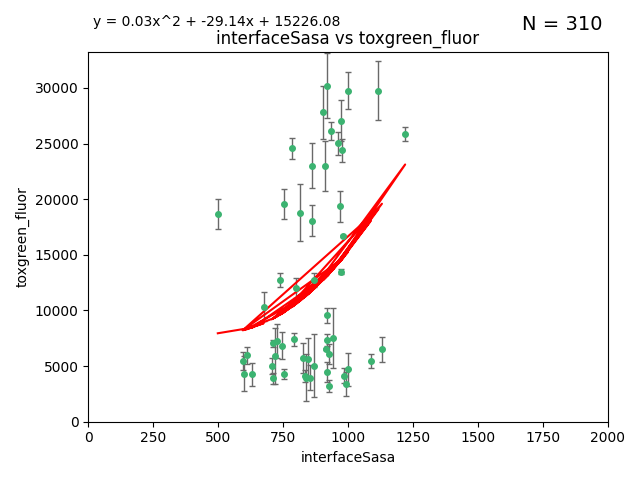 y = 0.03x^2 + -29.14x + 15226.08
N = 310
interfaceSasa vs toxgreen_fluor
30000
25000
20000
15000
10000
5000
0
toxgreen_fluor
0 250 500 750 1000 1250 1500 1750 2000
interfaceSasa